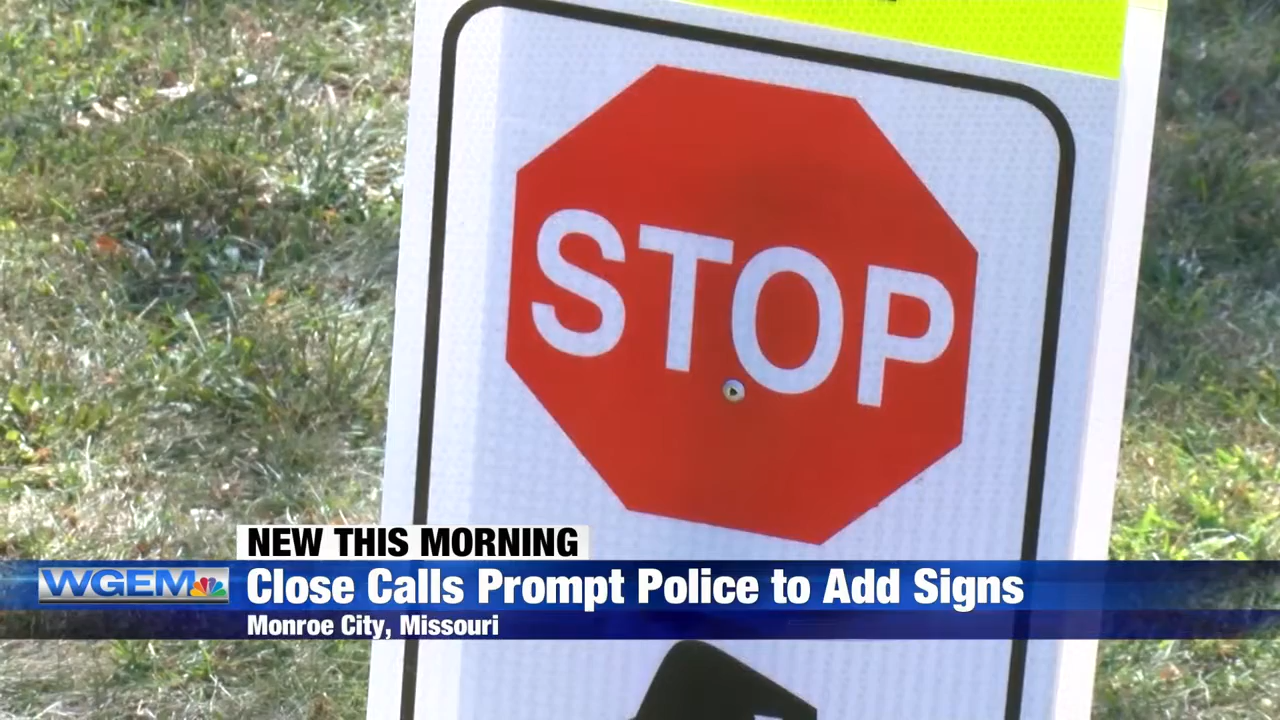 STOP
NEW THIS MORNING
WGEM
Close Calls Prompt Police to Add Signs
Monroe City, Missouri